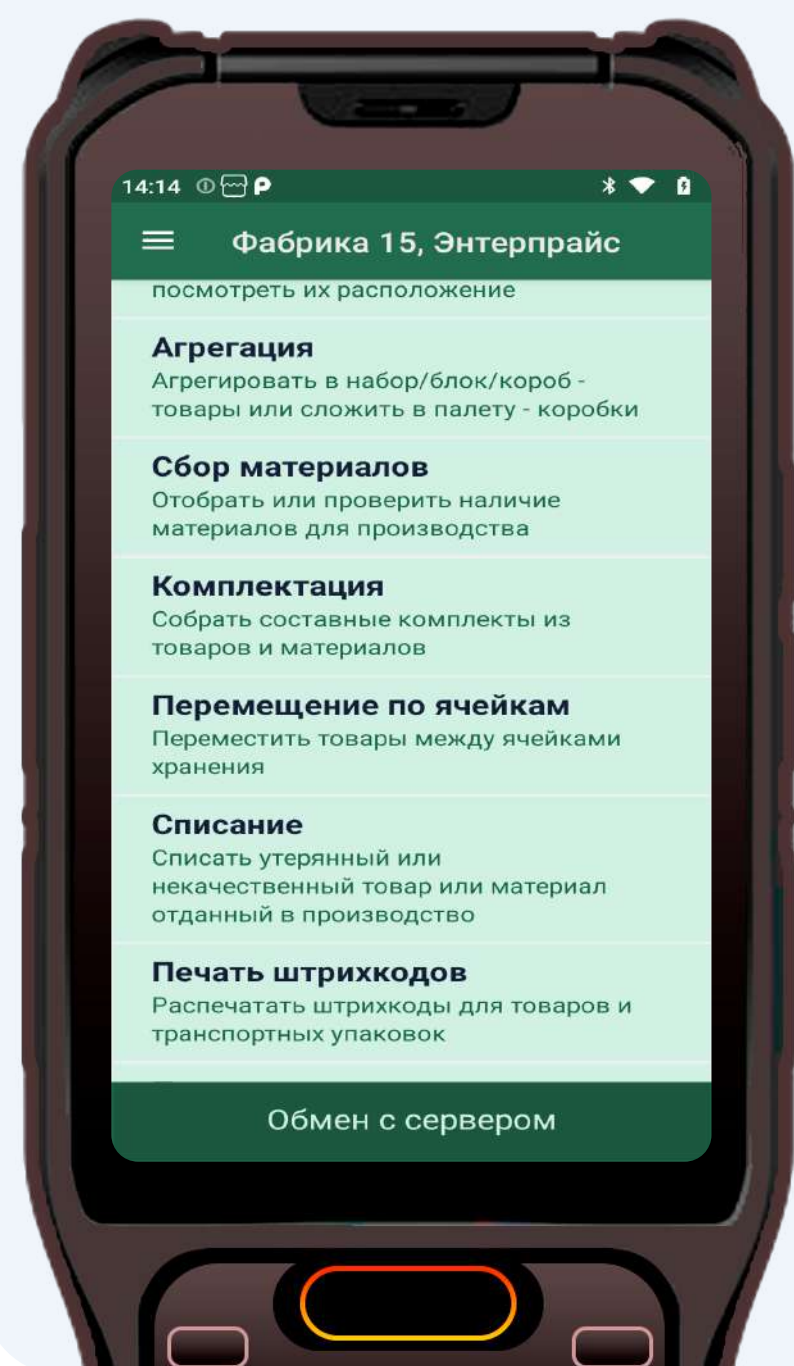 14:14
Фабрика 15, Энтерпрайс
посмотреть их расположение
Агрегация
Агрегировать в набор/блок/короб -
товары или сложить в палету - коробки
Сбор материалов
Отобрать или проверить наличие
материалов для производства
Комплектация
Собрать составные комплекты из
товаров и материалов
Перемещение по ячейкам
Переместить товары между ячейками
хранения
Списание
Списать утерянный или
некачественный товар или материал
отданный в производство
Печать штрихкодов
Распечатать штрихкоды для товаров и
транспортных упаковок
Обмен с сервером